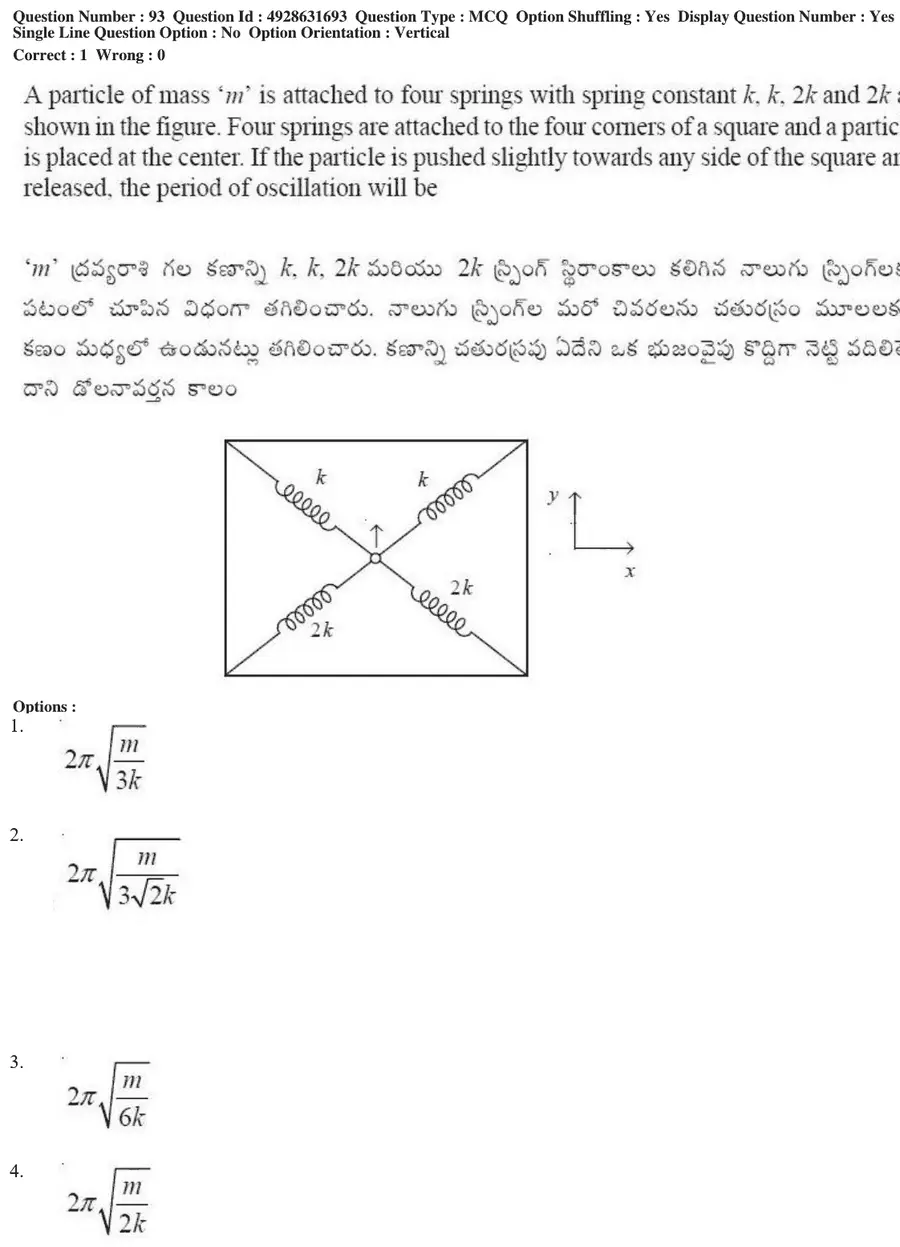 Question Number : 93 Question Id : 4928631693 Question Type : MCQ Option Shuffling : Yes Display Question Number : Yes
Single Line Question Option : No Option Orientation : Vertical
Correct : 1 Wrong : 0
A particle of mass ‘m’ is attached to four springs with spring constant k, k, 2k and 2k
shown in the figure. Four springs are attached to the four corners of a square and a partic
is placed at the center. If the particle is pushed slightly towards any side of the square
released, the period of oscillation will be
‘m’ ద్రవ్యరాశి గల కణాన్ని k, k, 2k మరియు 2k స్ప్రింగ్ స్థిరాంకాలు కలిగిన నాలుగు స్ప్రింగ్‌లక
పటంలో చూపిన విధంగా తగిలించారు. నాలుగు స్ప్రింగ్‌ల మరో చివరలను చతురస్రం మూలలక
కణం మధ్యలో ఉండునట్లు తగిలించారు. కణాన్ని చతురస్రపు ఏదేని ఒక భుజంవైపు కొద్దిగా నెట్టి వదిలితే
దాని డోలనావర్తన కాలం
k k
y
2k
x
2k
Options :
1.
2π√(m/3k)
2.
2π√(m/3√2k)
3.
2π√(m/6k)
4.
2π√(m/2k)